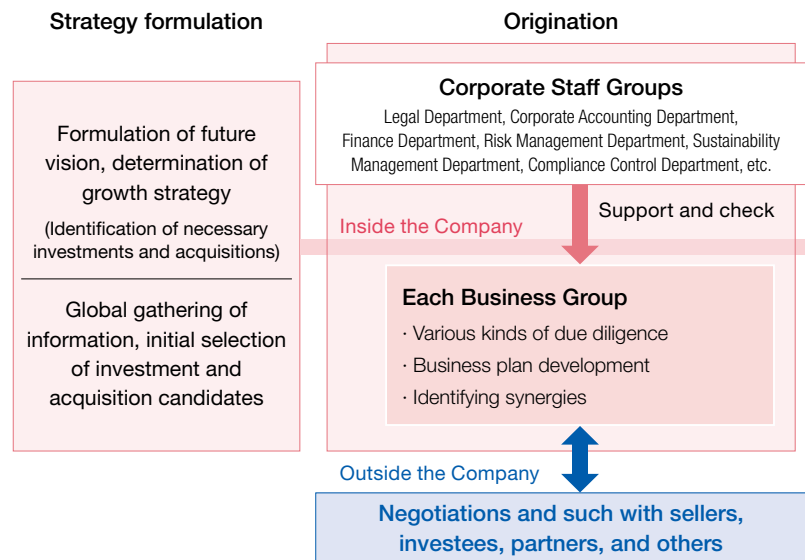 Strategy formulation
Formulation of future
vision, determination of
growth strategy
(Identification of necessary
investments and acquisitions)
Global gathering of
information, initial selection
of investment and
acquisition candidates
Origination
Corporate Staff Groups
Legal Department, Corporate Accounting Department,
Finance Department, Risk Management Department, Sustainability
Management Department, Compliance Control Department, etc.
Support and check
Inside the Company
Each Business Group
· Various kinds of due diligence
· Business plan development
· Identifying synergies
Outside the Company
Negotiations and such with sellers,
investees, partners, and others